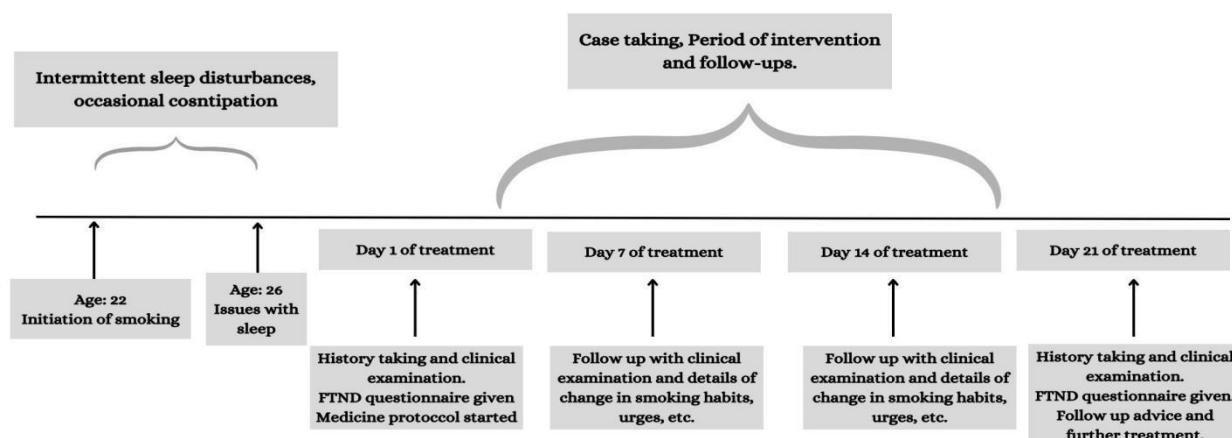 Intermittent sleep disturbances,
occasional cosntipation
Case taking, Period of intervention
and follow-ups.
Age: 22
Initiation of smoking
Age: 26
Issues with
sleep
Day 1 of treatment
History taking and clinical
examination.
FTND questionnaire given
Medicine protoccol started
Day 7 of treatment
Follow up with clinical
examination and details of
change in smoking habits,
urges, etc.
Day 14 of treatment
Follow up with clinical
examination and details of
change in smoking habits,
urges, etc.
Day 21 of treatment
History taking and clinical
examination.
FTND questionnaire given
Follow up advice and
further treatment.